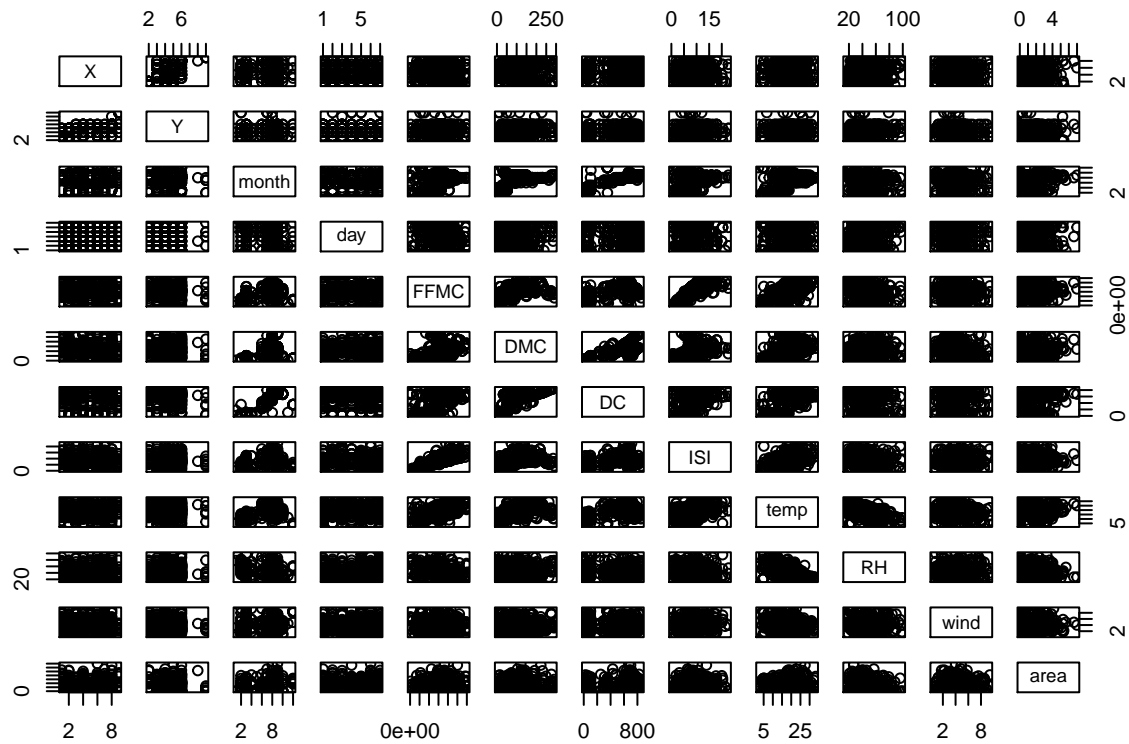 2 6 1 5 0 250 0 15 20 100 0 4
X 2
2 Y
month 2
1 day
FFMC 0e+00
0 DMC
DC 0
0 ISI
temp 5
20 RH
wind 2
0 area
2 8 2 8 0e+00 0 800 5 25 2 8